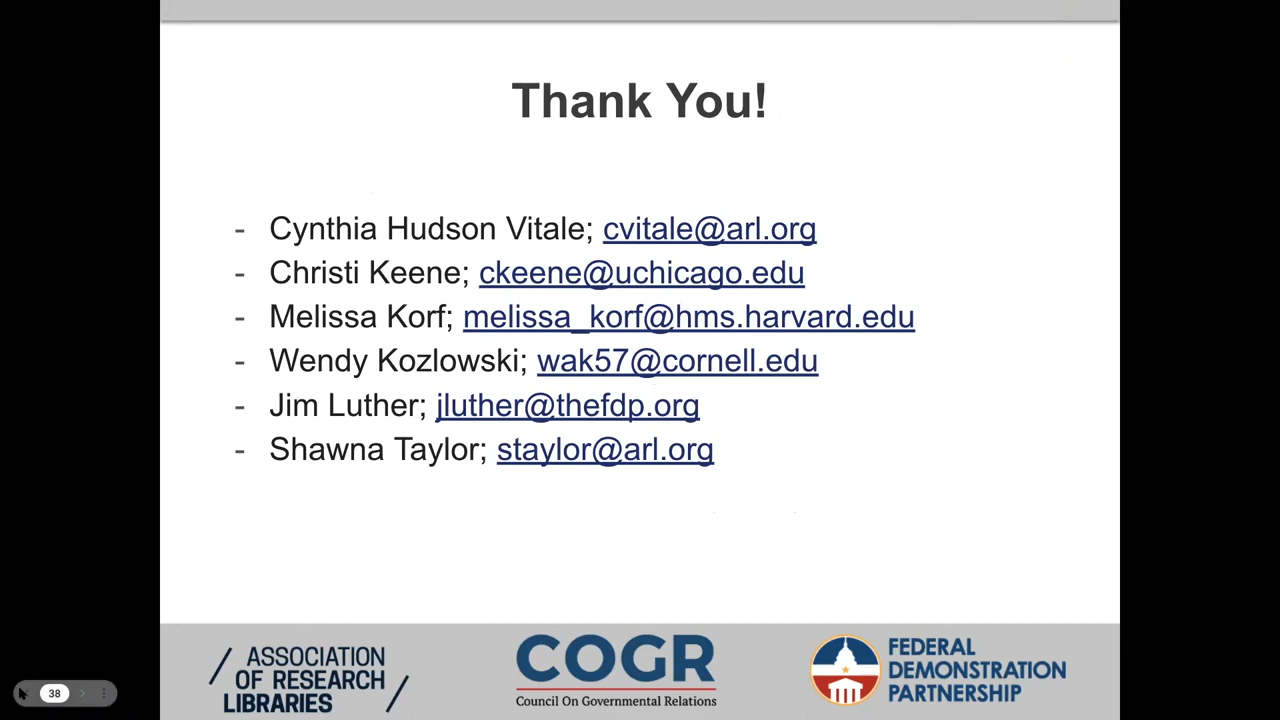 Thank You!
- Cynthia Hudson Vitale; cvitale@arl.org
- Christi Keene; ckeene@uchicago.edu
- Melissa Korf; melissa_korf@hms.harvard.edu
- Wendy Kozlowski; wak57@cornell.edu
- Jim Luther; jluther@thefdp.org
- Shawna Taylor; staylor@arl.org
ASSOCIATION
OF RESEARCH
LIBRARIES
COGR
Council On Governmental Relations
FEDERAL
DEMONSTRATION
PARTNERSHIP
38